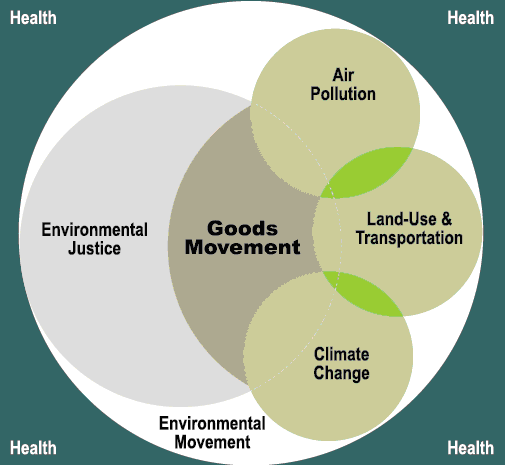 Health
Health
Air
Pollution
Environmental
Justice
Goods
Movement
Land-Use &
Transportation
Climate
Change
Environmental
Movement
Health
Health